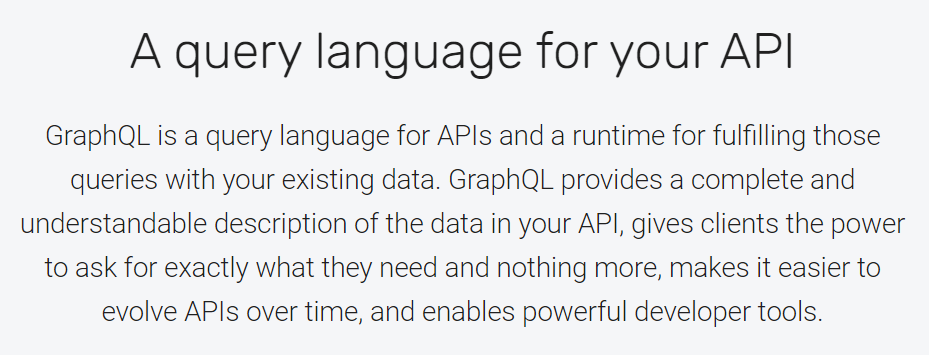 A query language for your API
GraphQL is a query language for APIs and a runtime for fulfilling those
queries with your existing data. GraphQL provides a complete and
understandable description of the data in your API, gives clients the power
to ask for exactly what they need and nothing more, makes it easier to
evolve APIs over time, and enables powerful developer tools.